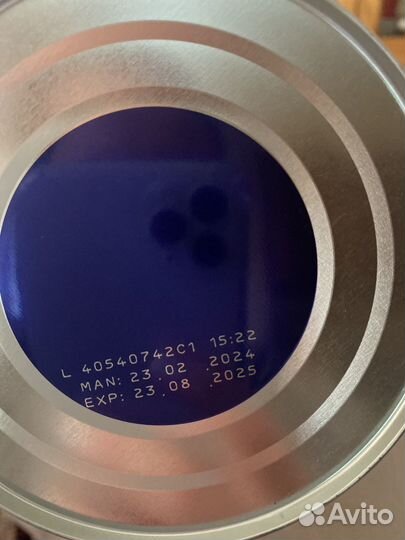 L 40540742C1 15:22
MAN: 23 . 02 .2024
EXP: 23 .08 .2025
Avito